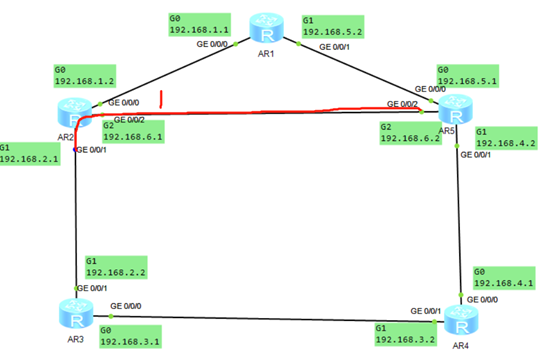 G0
192.168.1.1
GE 0/0/0
AR1
G1
192.168.5.2
GE 0/0/1
G0
192.168.1.2
GE 0/0/0
AR2
GE 0/0/2
G2
192.168.6.1
G1
192.168.2.1
GE 0/0/1
G0
192.168.5.1
GE 0/0/0
GE 0/0/2
AR5
G2
192.168.6.2
G1
192.168.4.2
GE 0/0/1
G1
192.168.2.2
GE 0/0/1
AR3
GE 0/0/0
G0
192.168.3.1
G0
192.168.4.1
GE 0/0/0
GE 0/0/1
AR4
G1
192.168.3.2
R
R
R
R
R